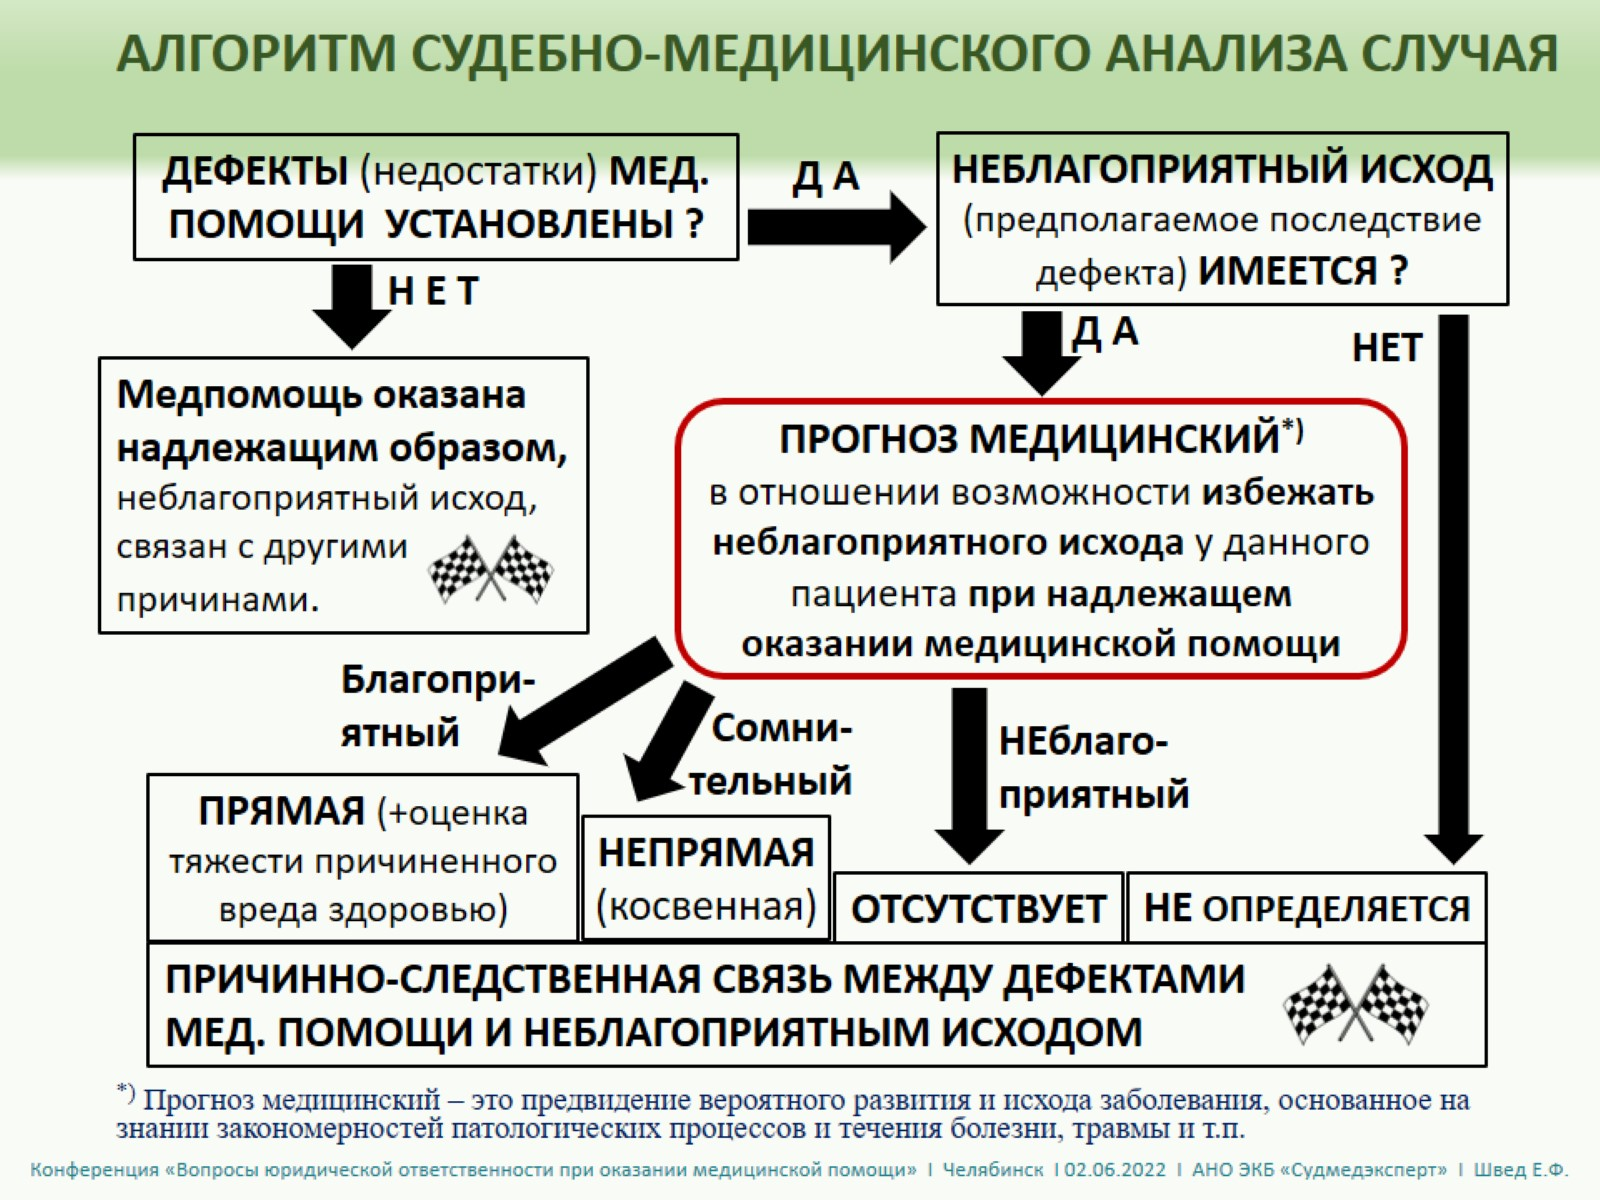 АЛГОРИТМ СУДЕБНО-МЕДИЦИНСКОГО АНАЛИЗА СЛУЧАЯ
ДЕФЕКТЫ (недостатки) МЕД.
ПОМОЩИ УСТАНОВЛЕНЫ ?
Д А
НЕБЛАГОПРИЯТНЫЙ ИСХОД
(предполагаемое последствие
дефекта) ИМЕЕТСЯ ?
Н Е Т
Д А
НЕТ
Медпомощь оказана
надлежащим образом,
неблагоприятный исход,
связан с другими
причинами.
ПРОГНОЗ МЕДИЦИНСКИЙ*)
в отношении возможности избежать
неблагоприятного исхода у данного
пациента при надлежащем
оказании медицинской помощи
Благопри-
ятный
Сомни-
тельный
НЕблаго-
приятный
ПРЯМАЯ (+оценка
тяжести причиненного
вреда здоровью)
НЕПРЯМАЯ
(косвенная)
ОТСУТСТВУЕТ
НЕ ОПРЕДЕЛЯЕТСЯ
ПРИЧИННО-СЛЕДСТВЕННАЯ СВЯЗЬ МЕЖДУ ДЕФЕКТАМИ
МЕД. ПОМОЩИ И НЕБЛАГОПРИЯТНЫМ ИСХОДОМ
*) Прогноз медицинский – это предвидение вероятного развития и исхода заболевания, основанное на
знании закономерностей патологических процессов и течения болезни, травмы и т.п.
Конференция «Вопросы юридической ответственности при оказании медицинской помощи» I Челябинск I 02.06.2022 I АНО ЭКБ «Судмедэксперт» I Швед Е.Ф.